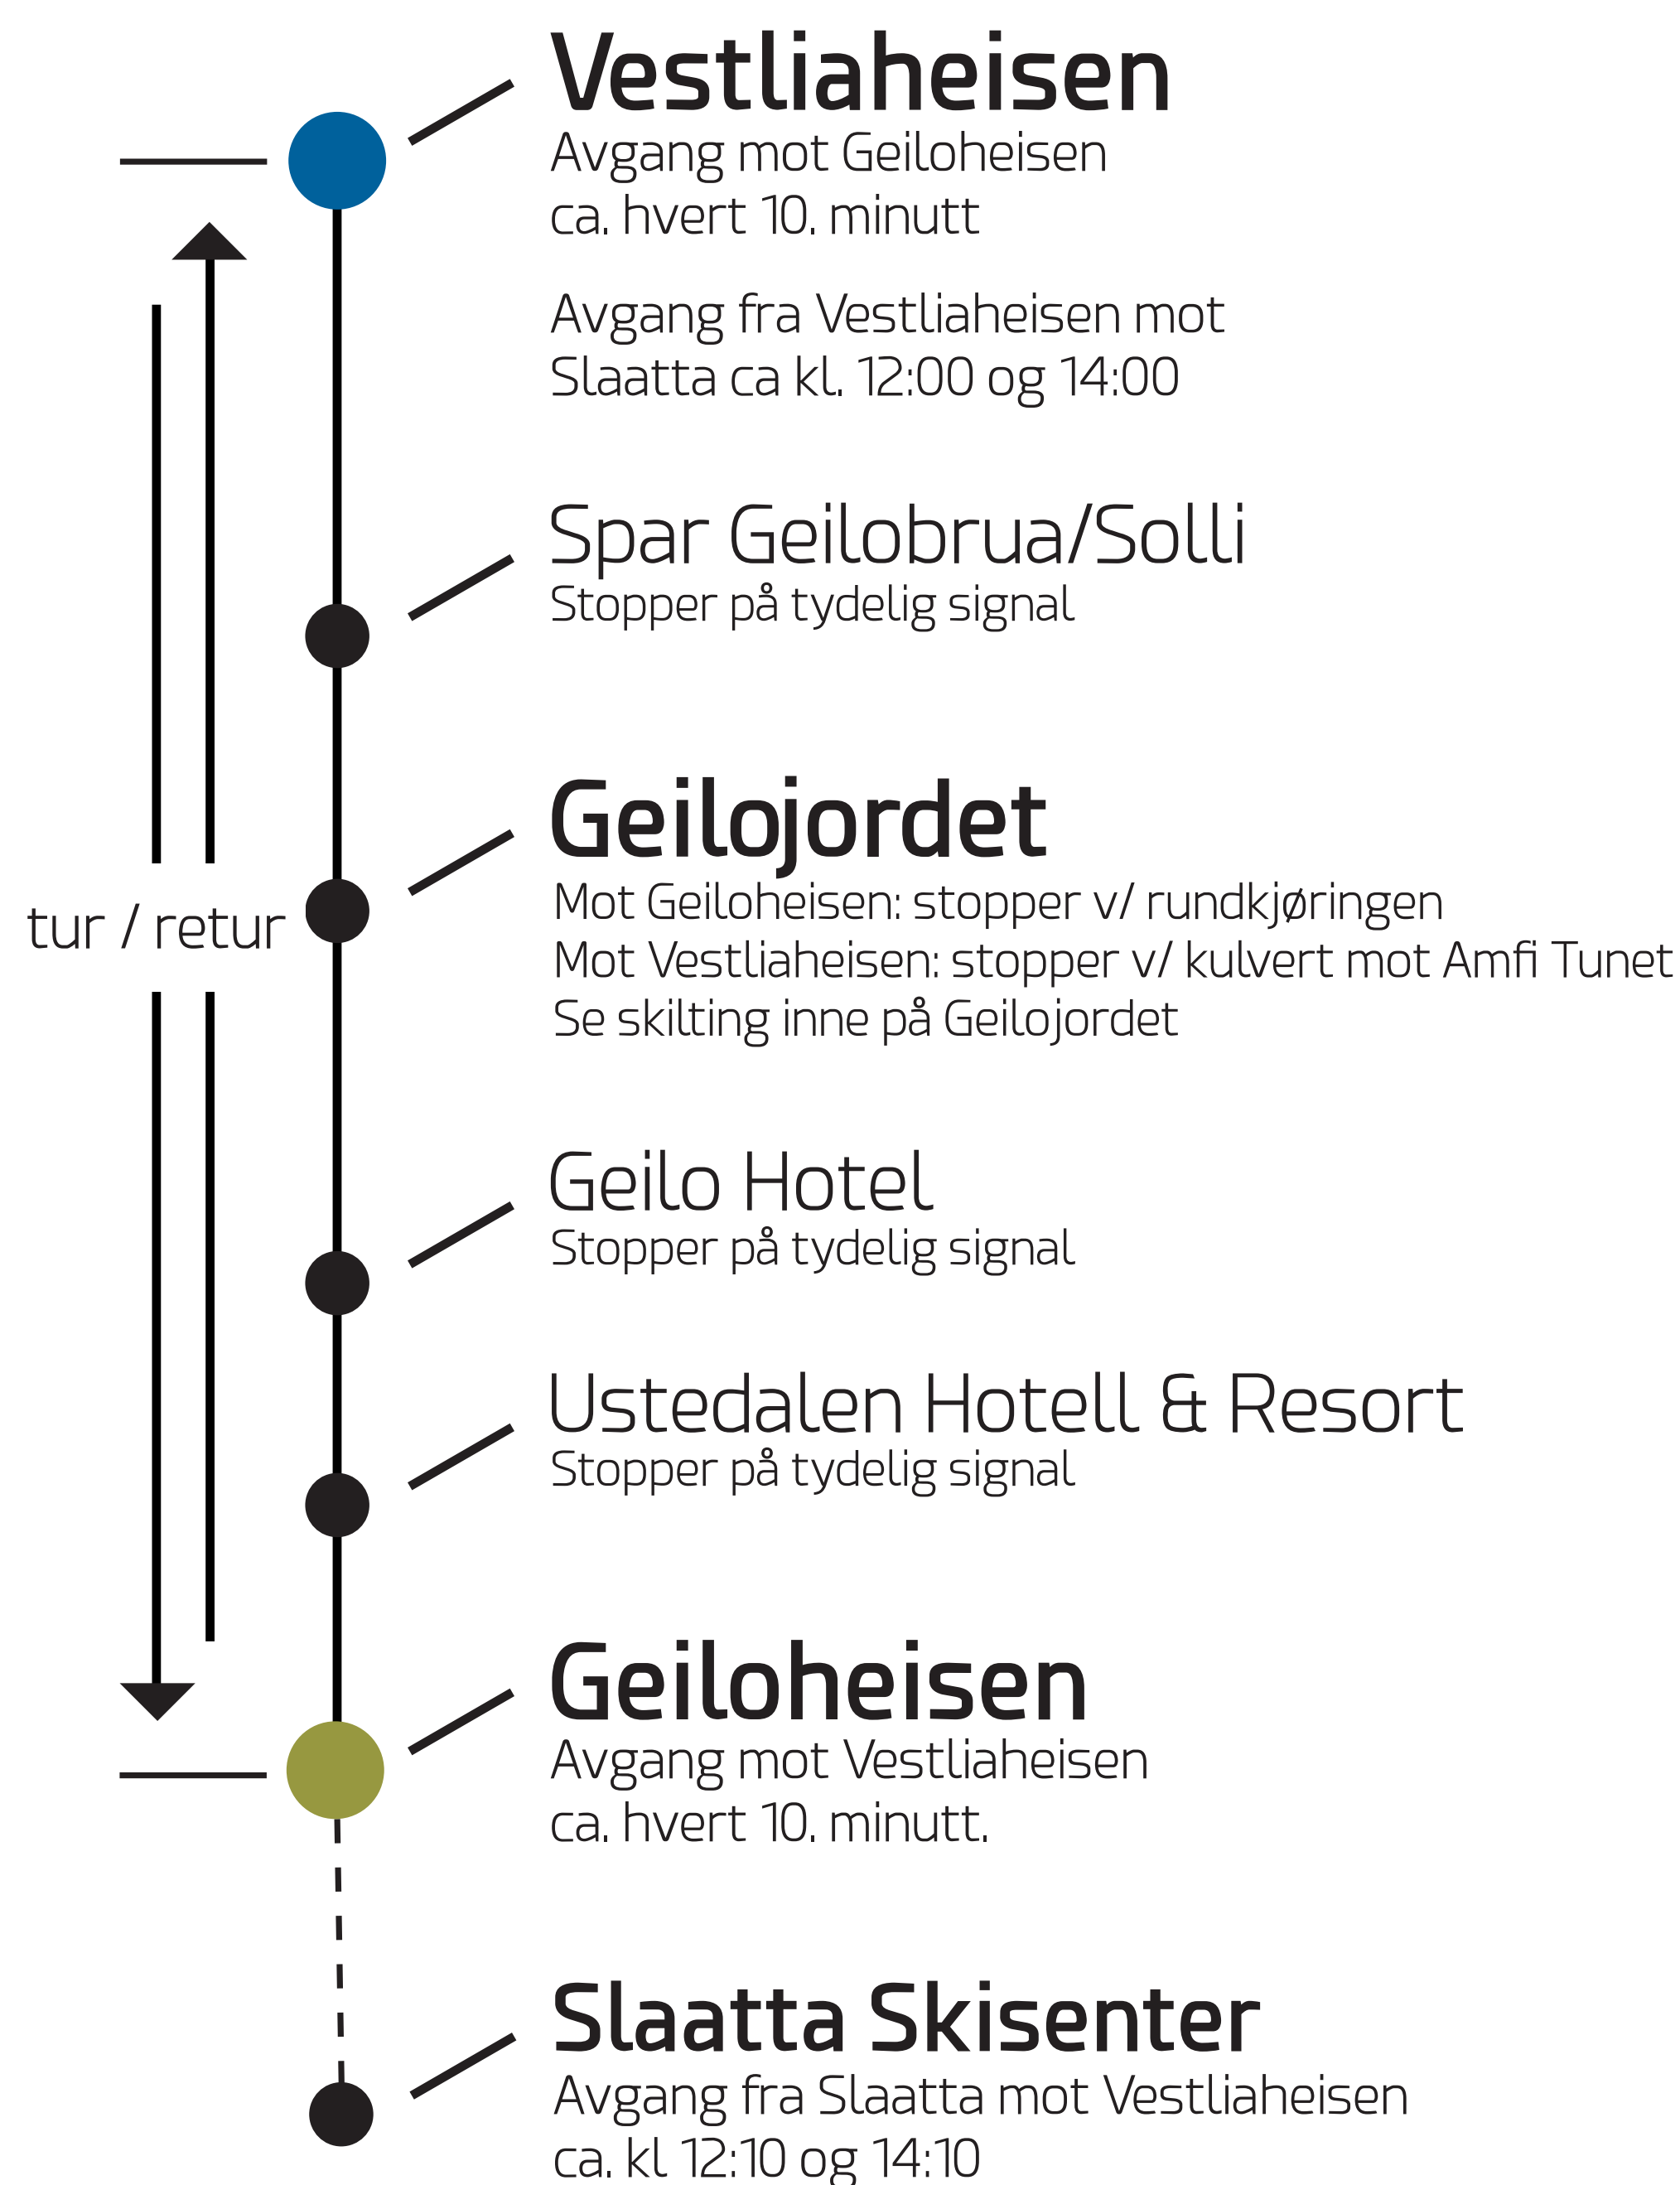 Vestliaheisen
Avgang mot Geiloheisen
ca. hvert 10. minutt
Avgang fra Vestliaheisen mot
Slaatta ca kl. 12:00 og 14:00
Spar Geilobrua/Solli
Stopper på tydelig signal
Geilojordet
Mot Geiloheisen: stopper v/ rundkjøringen
tur / retur
Mot Vestliaheisen: stopper v/ kulvert mot Amfi Tunet
Se skilting inne på Geilojordet
Geilo Hotel
Stopper på tydelig signal
Ustedalen Hotell & Resort
Stopper på tydelig signal
Geiloheisen
Avgang mot Vestliaheisen
ca. hvert 10. minutt.
Slaatta Skisenter
Avgang fra Slaatta mot Vestliaheisen
ca. kl 12:10 og 14:10